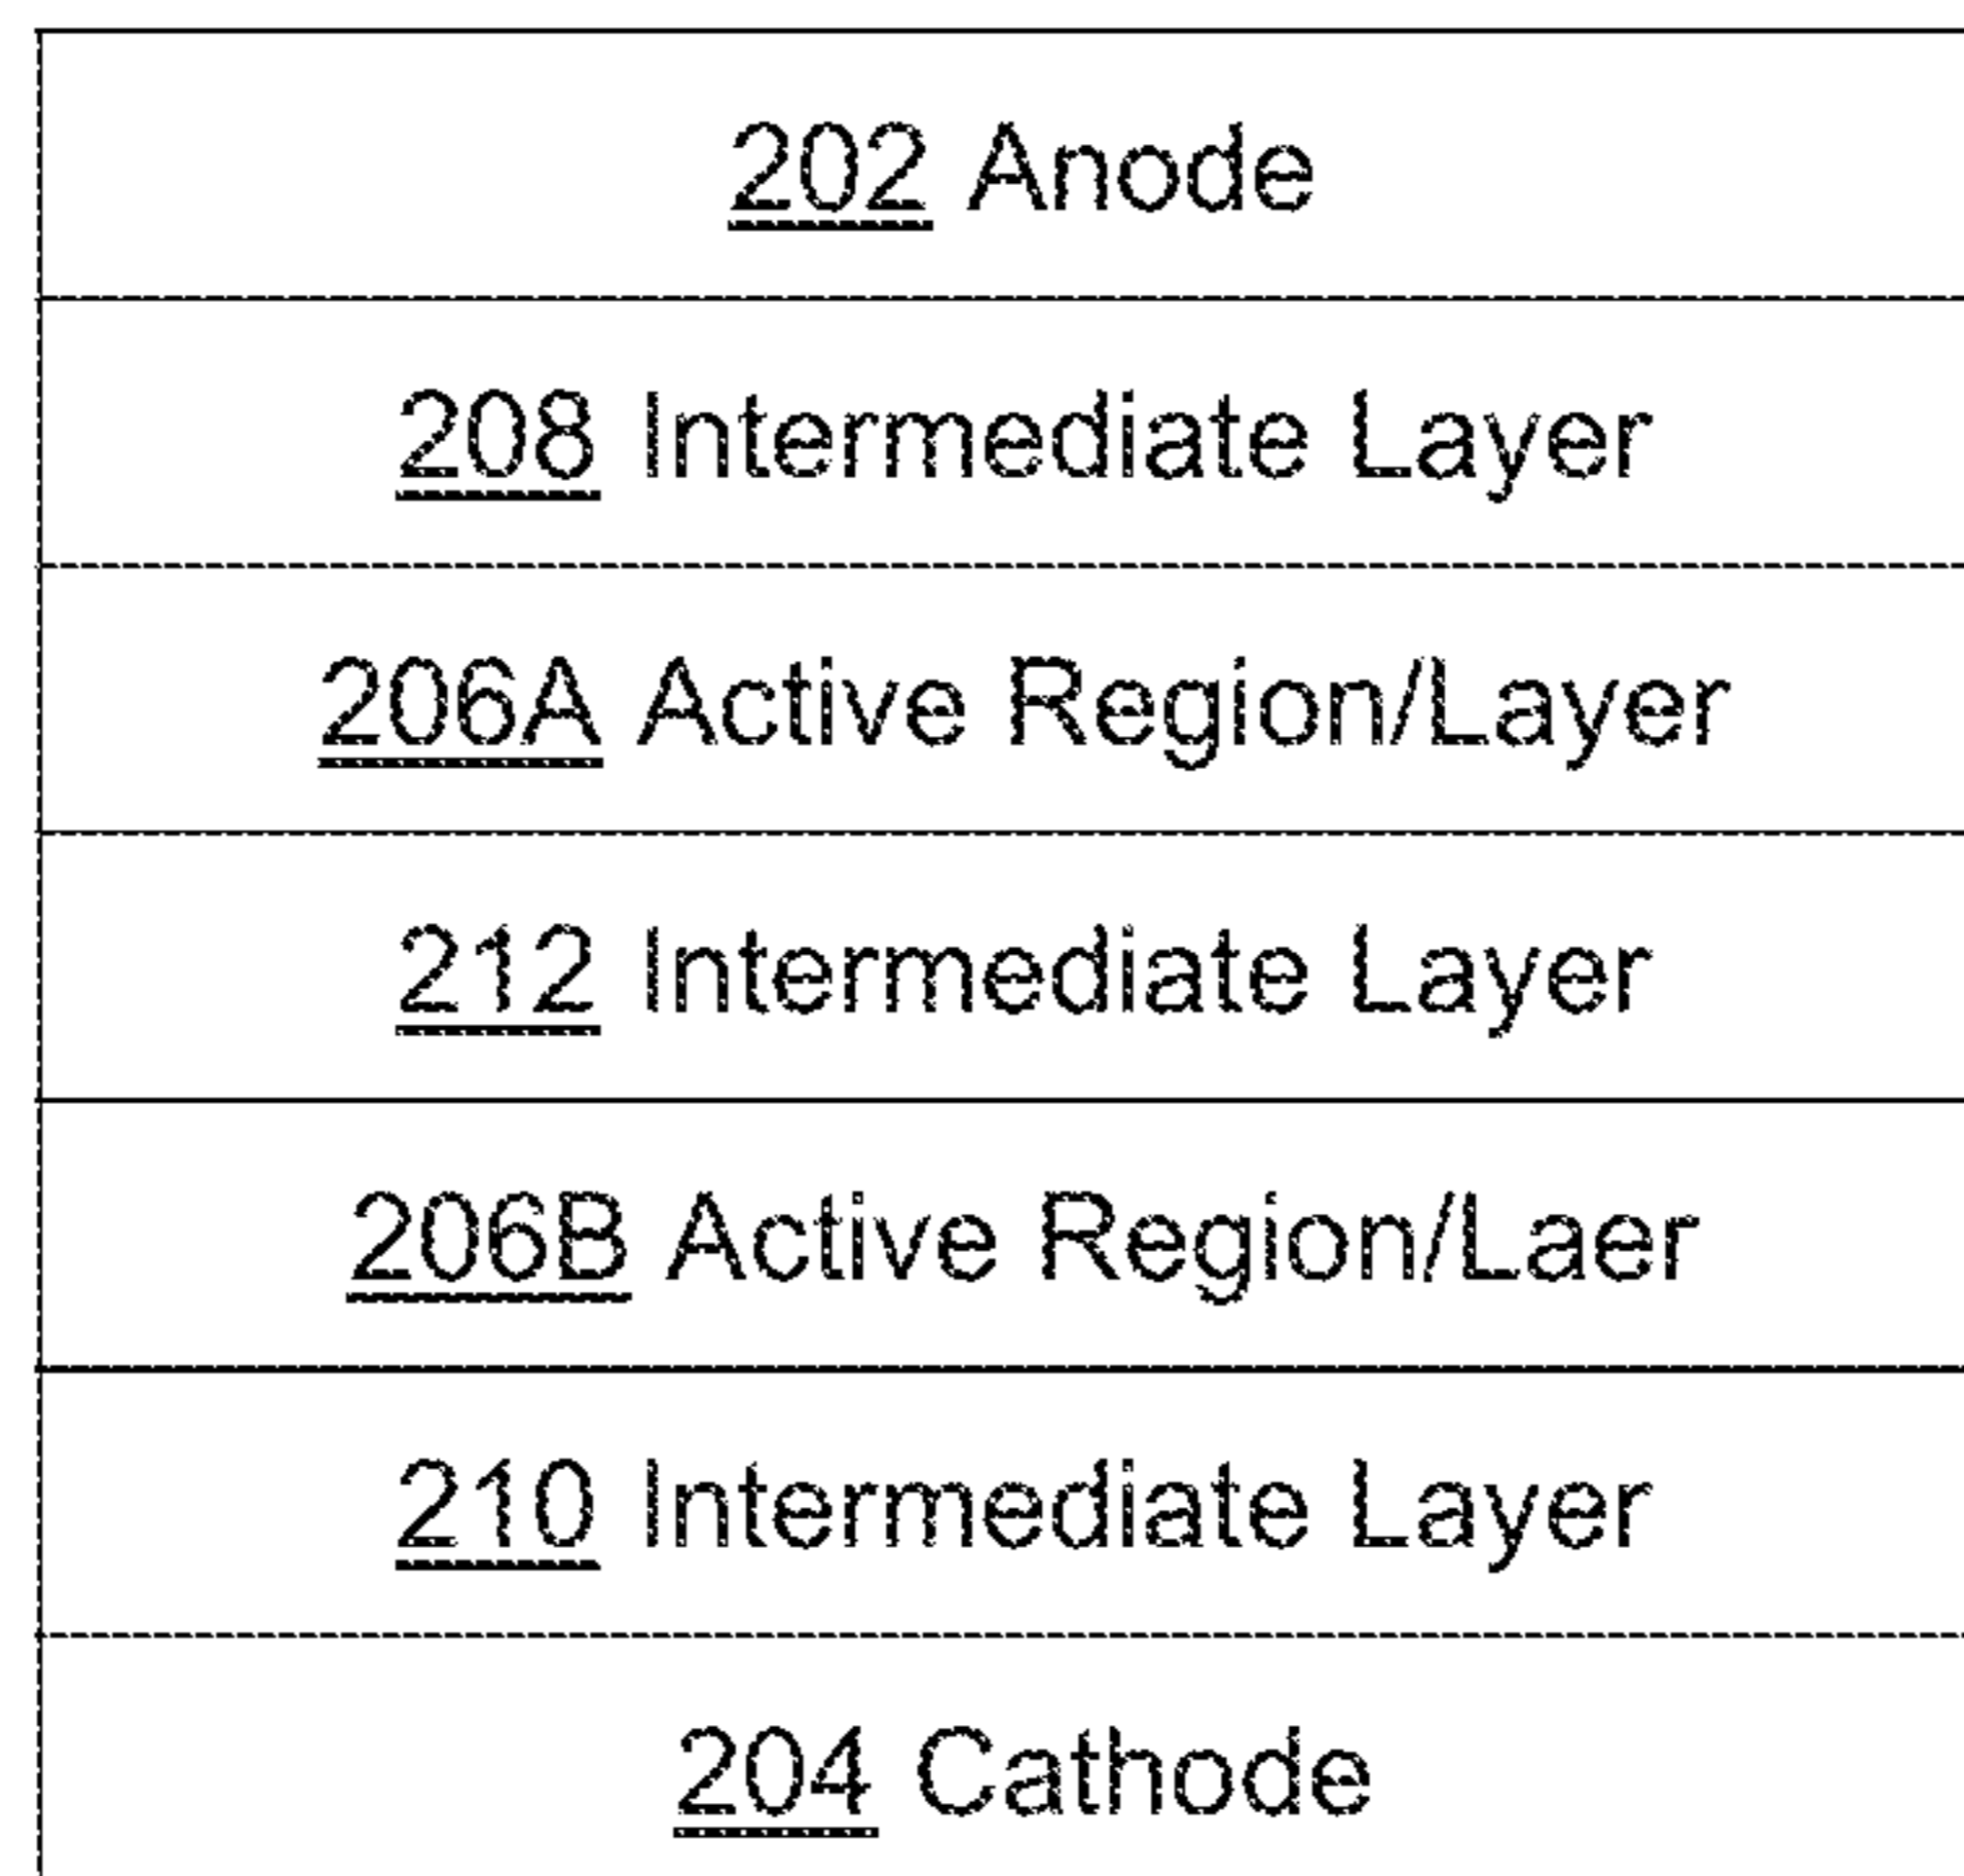 202 Anode
208 Intermediate Layer
206A Active Region/Layer
212 Intermediate Layer
206B Active Region/Laer
210 Intermediate Layer
204 Cathode